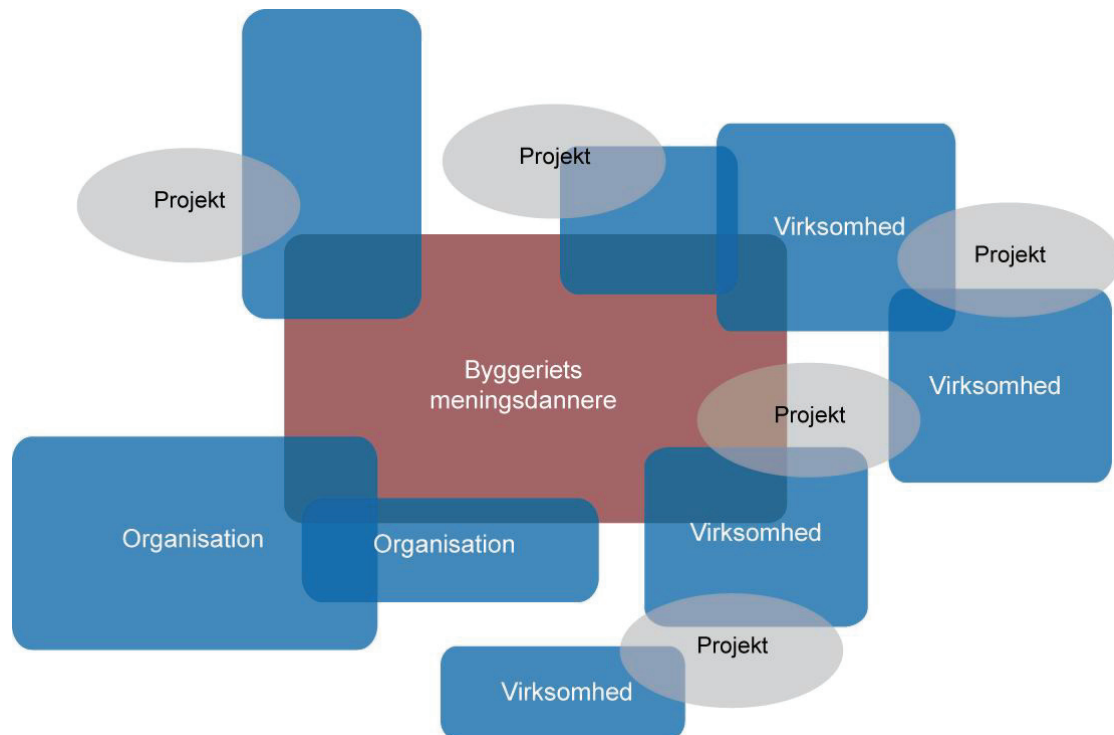 Projekt
Projekt
Virksomhed
Projekt
Byggeriets
meningsdannere
Virksomhed
Projekt
Organisation
Organisation
Virksomhed
Projekt
Virksomhed